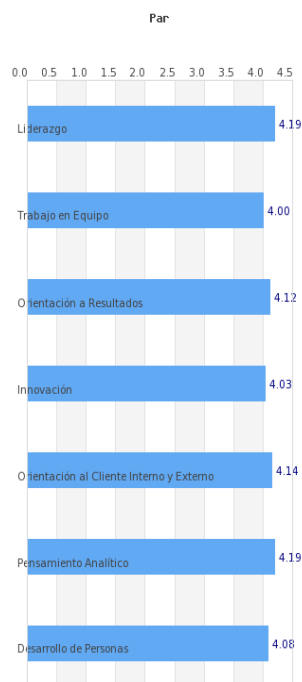 Par
0.0 0.5 1.0 1.5 2.0 2.5 3.0 3.5 4.0 4.5
Liderazgo 4.19
Trabajo en Equipo 4.00
Orientación a Resultados 4.12
Innovación 4.03
Orientación al Cliente Interno y Externo 4.14
Pensamiento Analítico 4.19
Desarrollo de Personas 4.08